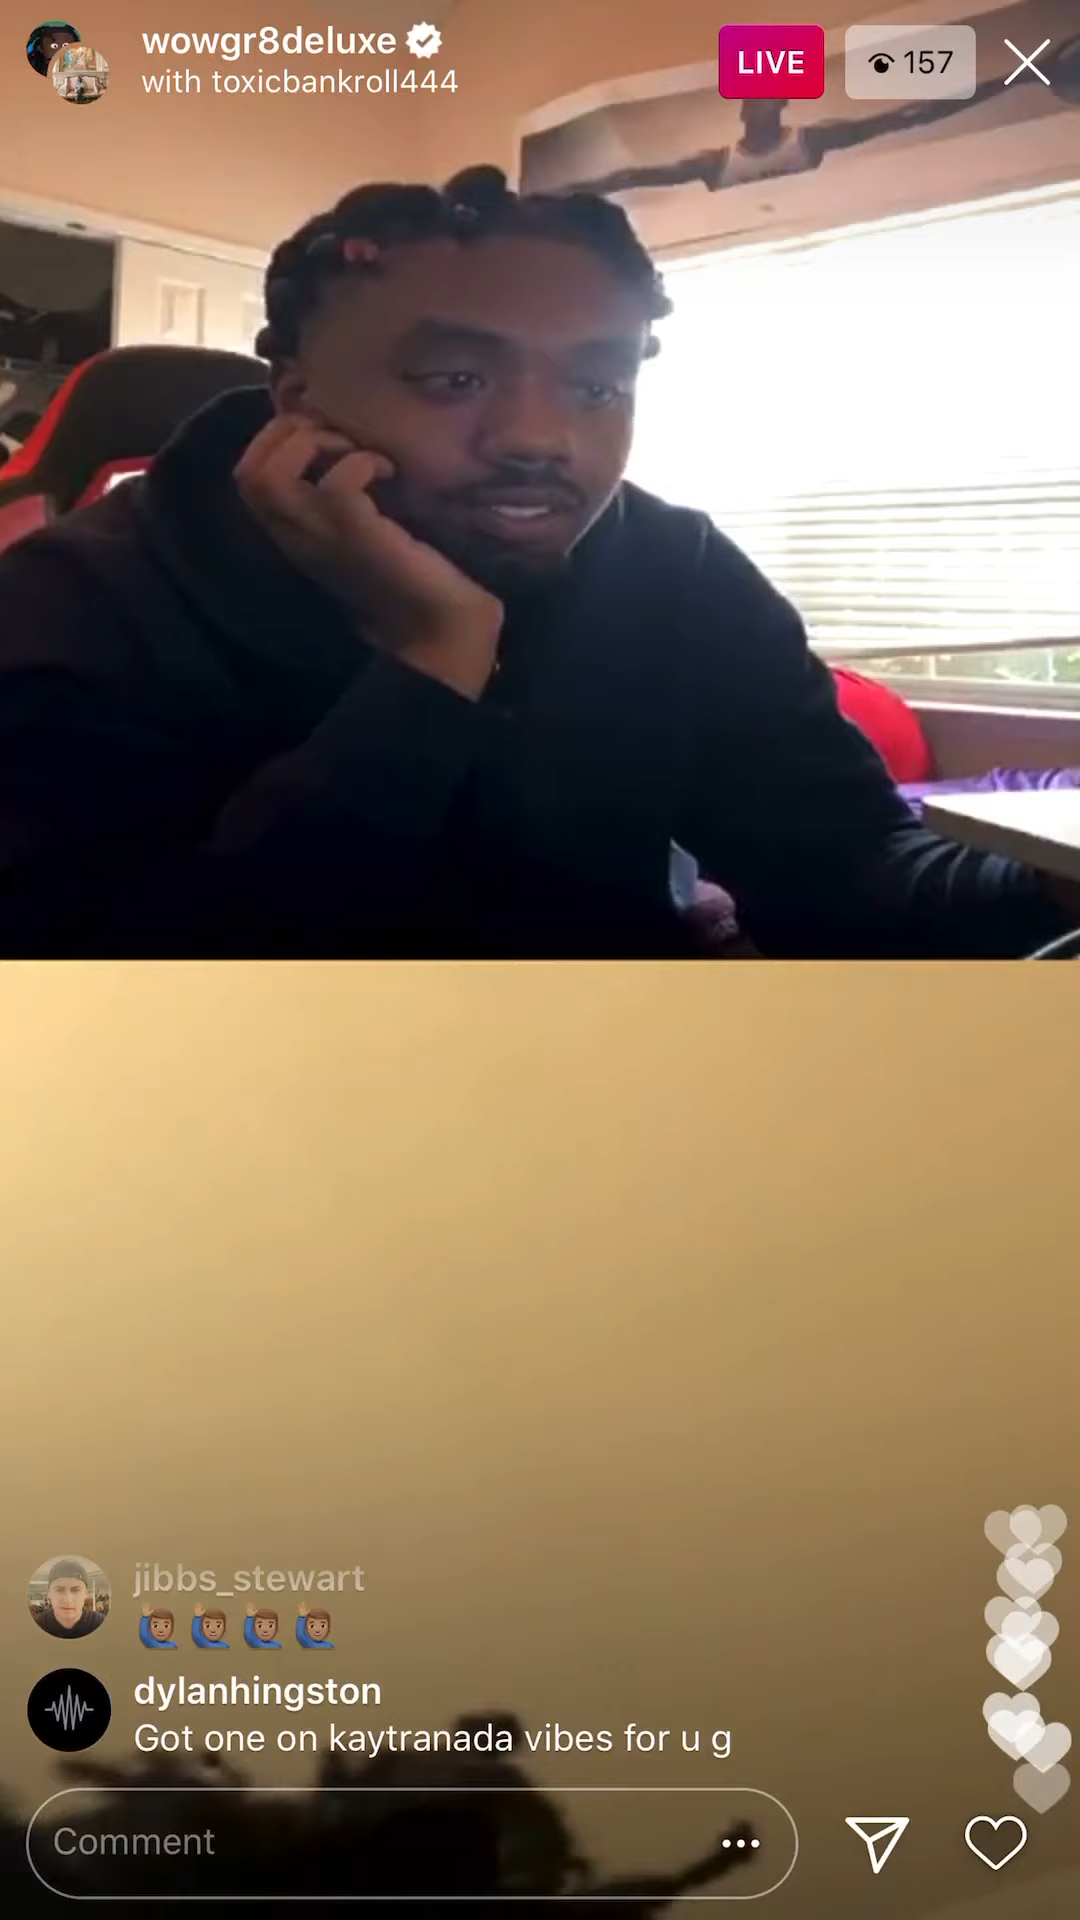 wowgr8deluxe
with toxicbankroll444
LIVE
157
jibbs_stewart
🙋🏽‍♂️🙋🏽‍♂️🙋🏽‍♂️🙋🏽‍♂️
dylanhingston
Got one on kaytranada vibes for u g
Comment